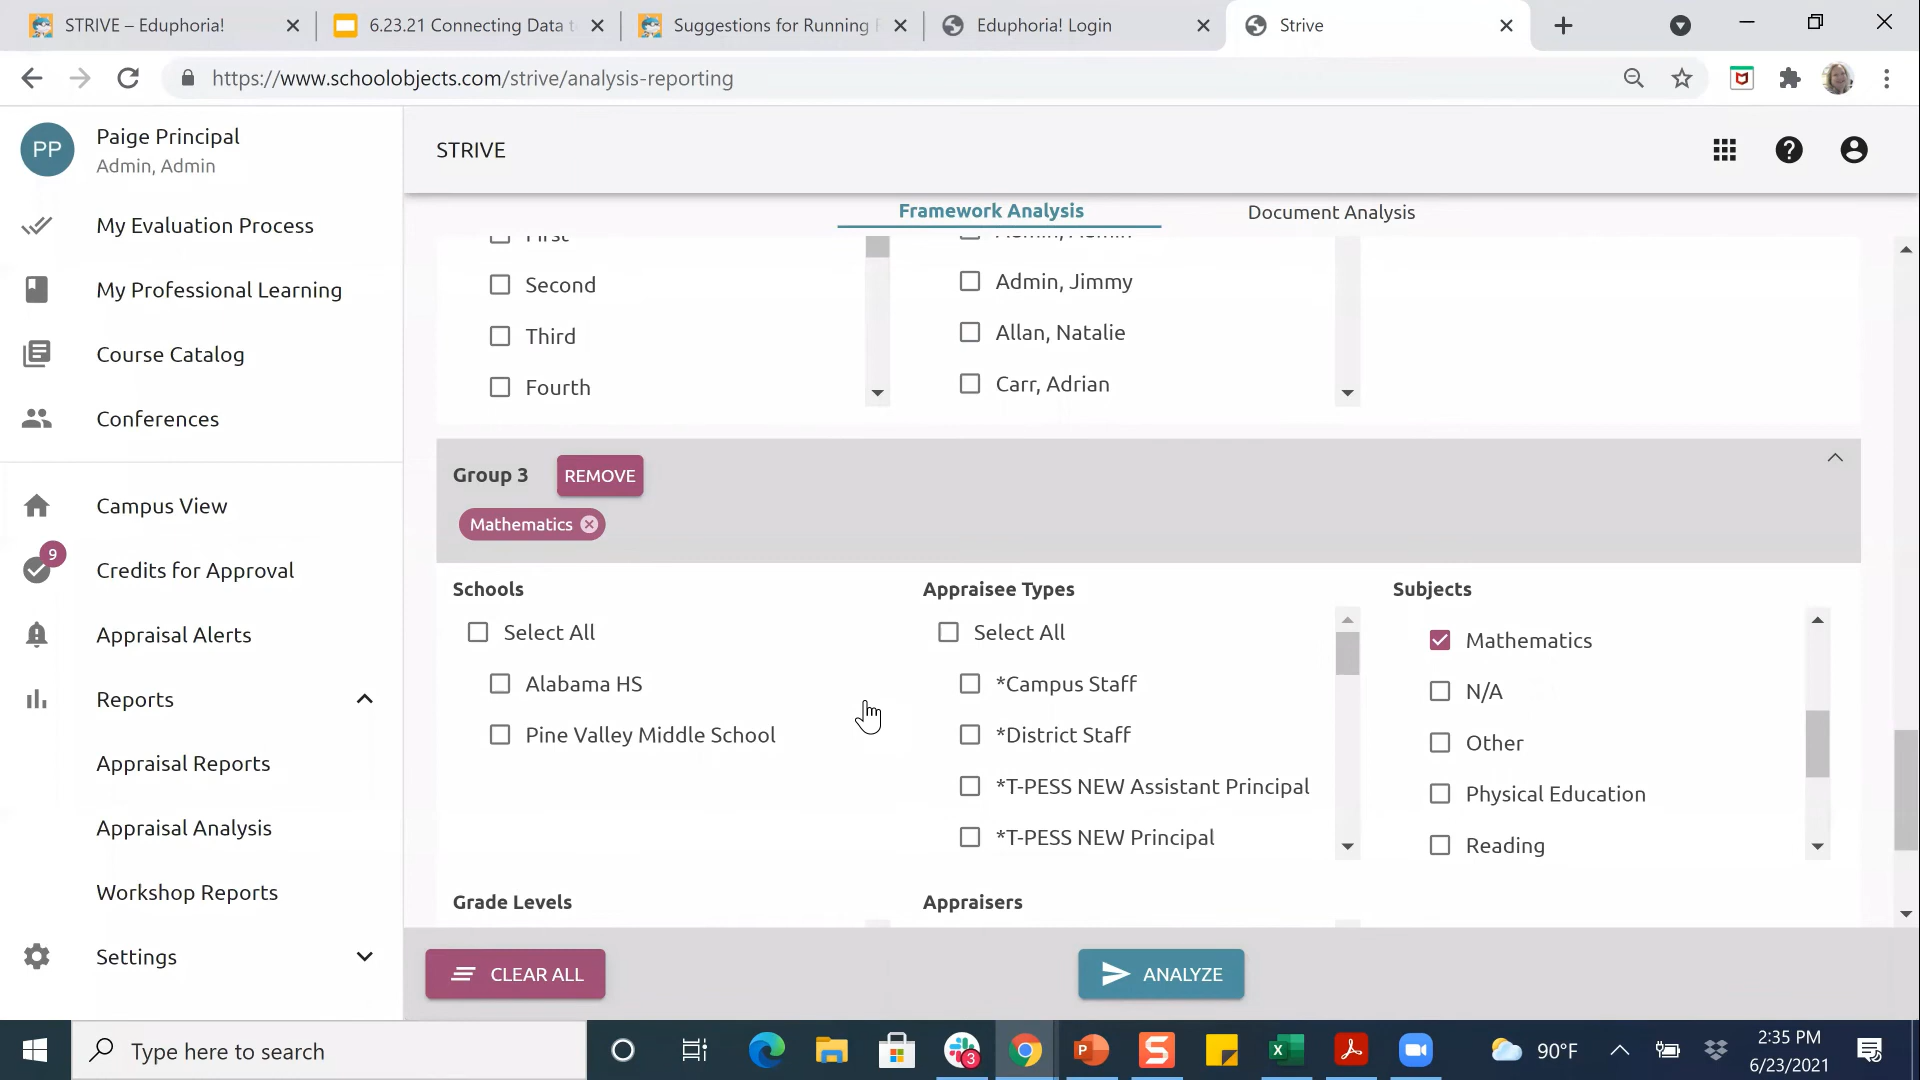 STRIVE – Eduphoria!
6.23.21 Connecting Data t
Suggestions for Running
Eduphoria! Login
Strive
https://www.schoolobjects.com/strive/analysis-reporting
PP
Paige Principal
Admin, Admin
My Evaluation Process
My Professional Learning
Course Catalog
Conferences
Campus View
9
Credits for Approval
Appraisal Alerts
Reports
Appraisal Reports
Appraisal Analysis
Workshop Reports
Settings
STRIVE
Framework Analysis
Document Analysis
First
Second
Third
Fourth
Admin, Admin
Admin, Jimmy
Allan, Natalie
Carr, Adrian
Group 3
REMOVE
Mathematics
Schools
Select All
Alabama HS
Pine Valley Middle School
Appraisee Types
Select All
*Campus Staff
*District Staff
*T-PESS NEW Assistant Principal
*T-PESS NEW Principal
Subjects
Mathematics
N/A
Other
Physical Education
Reading
Grade Levels
Appraisers
CLEAR ALL
ANALYZE
Type here to search
3
90°F
2:35 PM
6/23/2021